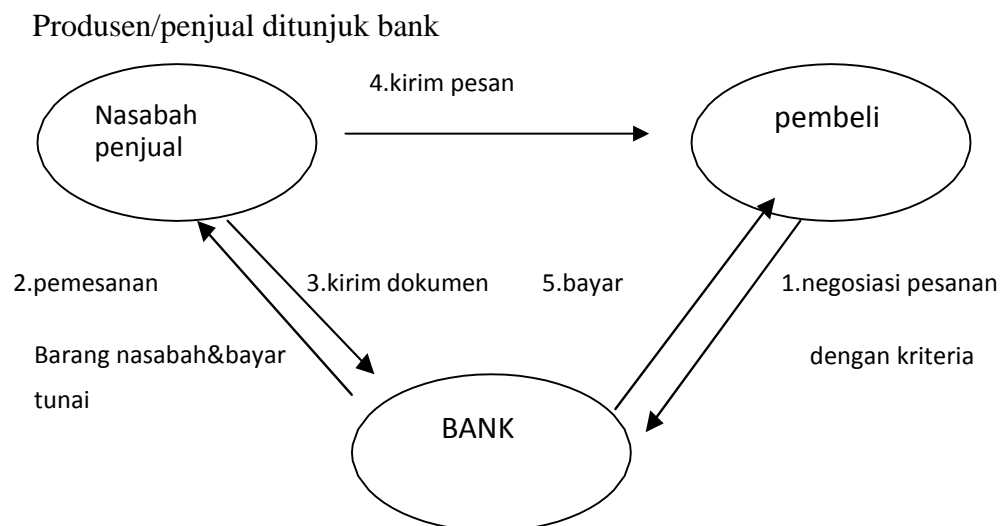 Produsen/penjual ditunjuk bank
4.kirim pesan
Nasabah
penjual
pembeli
2.pemesanan
Barang nasabah&bayar
tunai
3.kirim dokumen
5.bayar
1.negosiasi pesanan
dengan kriteria
BANK